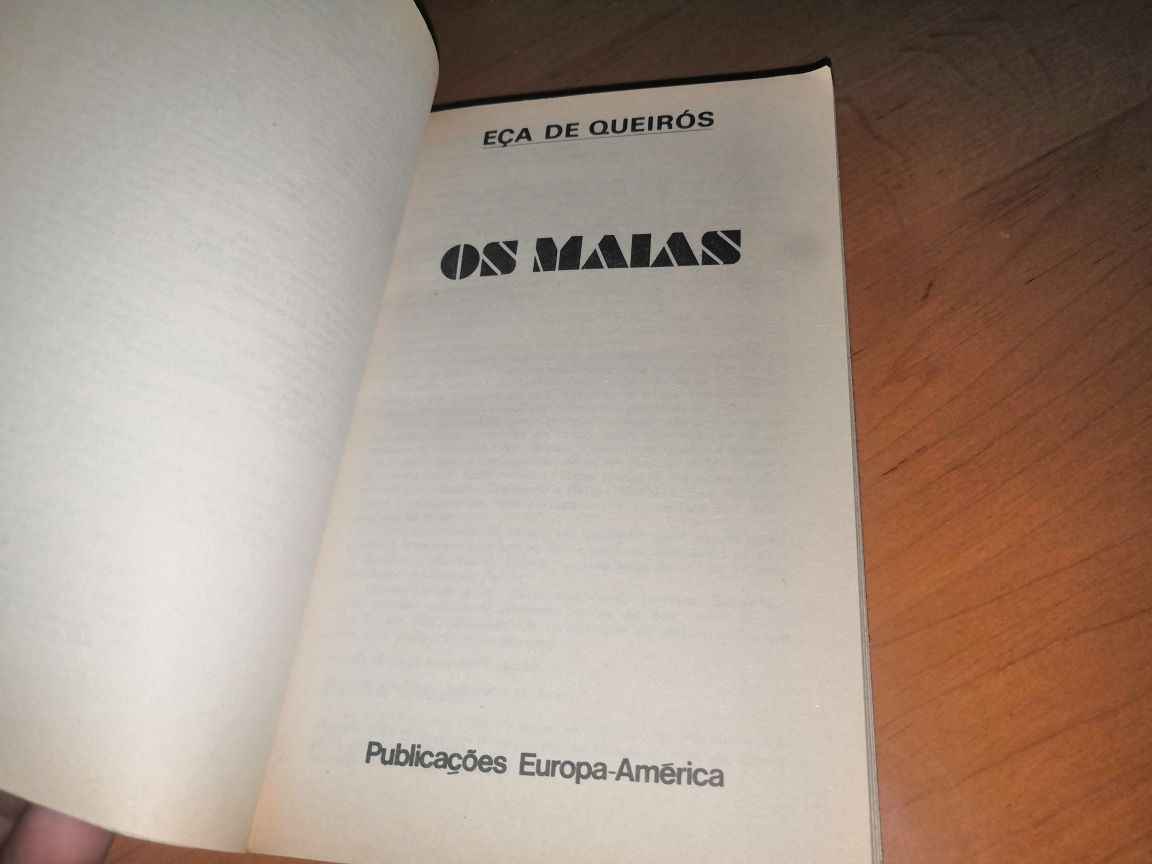 EÇA DE QUEIRÓS
OS MAIAS
Publicações Europa-América